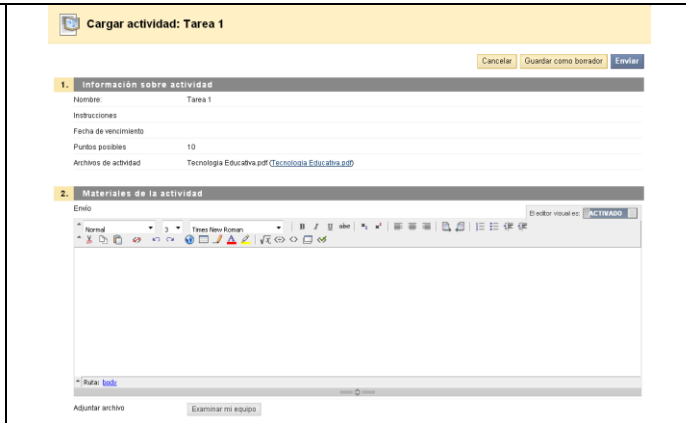 Cargar actividad: Tarea 1
Cancelar Guardar como borrador Enviar
1. Información sobre actividad
Nombre: Tarea 1
Instrucciones
Fecha de vencimiento
Puntos posibles 10
Archivos de actividad Tecnologia Educativa.pdf (Tecnologia Educativa.pdf)
2. Materiales de la actividad
Envío
El editor visual es: ACTIVADO
Normal 3 Times New Roman B I U abc
Ruta: body
Adjuntar archivo Examinar mi equipo